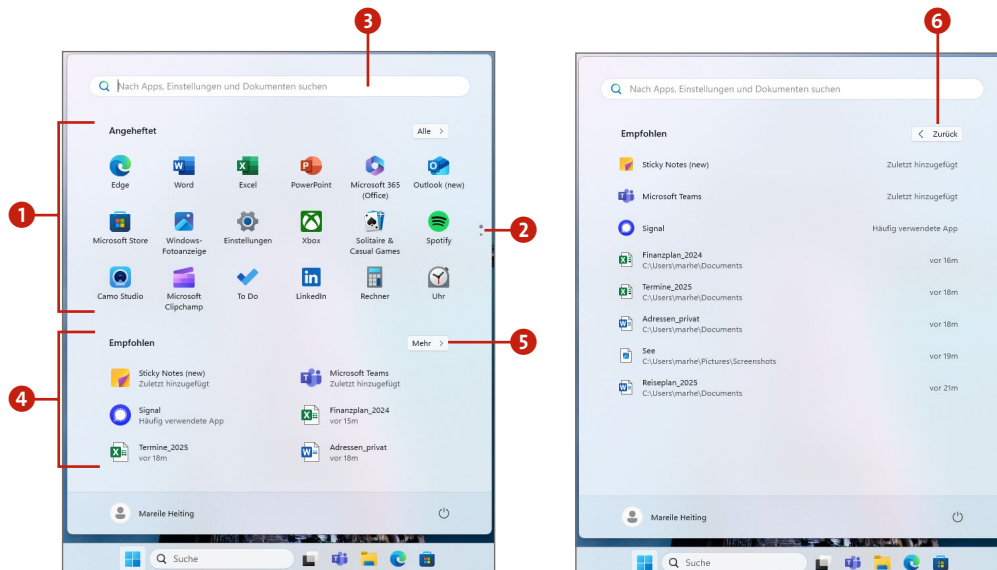 3
6
Nach Apps, Einstellungen und Dokumenten suchen
Angeheftet
Alle >
Edge
Word
Excel
PowerPoint
Microsoft 365
(Office)
Outlook (new)
1
Microsoft Store
Windows-
Fotoanzeige
Einstellungen
Xbox
Solitaire &
Casual Games
Spotify
2
Camo Studio
Microsoft
Clipchamp
To Do
LinkedIn
Rechner
Uhr
Empfohlen
Mehr >
5
4
Sticky Notes (new)
Zuletzt hinzugefügt
Microsoft Teams
Zuletzt hinzugefügt
Signal
Häufig verwendete App
Finanzplan_2024
vor 15m
Termine_2025
vor 18m
Adressen_privat
vor 18m
Mareile Heiting
Suche
Nach Apps, Einstellungen und Dokumenten suchen
Empfohlen
< Zurück
Sticky Notes (new)
Zuletzt hinzugefügt
Microsoft Teams
Zuletzt hinzugefügt
Signal
Häufig verwendete App
Finanzplan_2024
C:\Users\marhe\Documents
vor 16m
Termine_2025
C:\Users\marhe\Documents
vor 18m
Adressen_privat
C:\Users\marhe\Documents
vor 18m
See
C:\Users\marhe\Pictures\Screenshots
vor 19m
Reiseplan_2025
C:\Users\marhe\Documents
vor 21m
Mareile Heiting
Suche